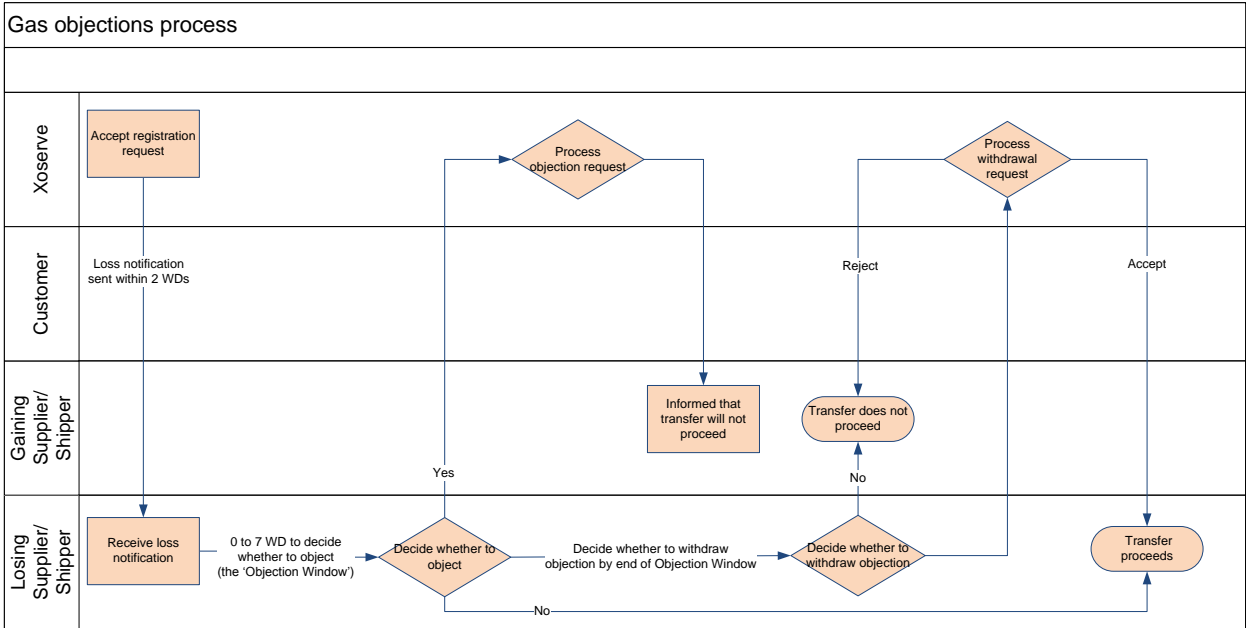 Gas objections process
Xoserve
Accept registration
request
Process
objection request
Process
withdrawal
request
Customer
Loss notification
sent within 2 WDs
Reject
Accept
Gaining
Supplier/
Shipper
Informed that
transfer will not
proceed
Transfer does not
proceed
Yes
No
Losing
Supplier/
Shipper
Receive loss
notification
0 to 7 WD to decide
whether to object
(the ‘Objection Window’)
Decide whether to
object
Decide whether to withdraw
objection by end of Objection Window
Decide whether to
withdraw objection
Transfer
proceeds
No